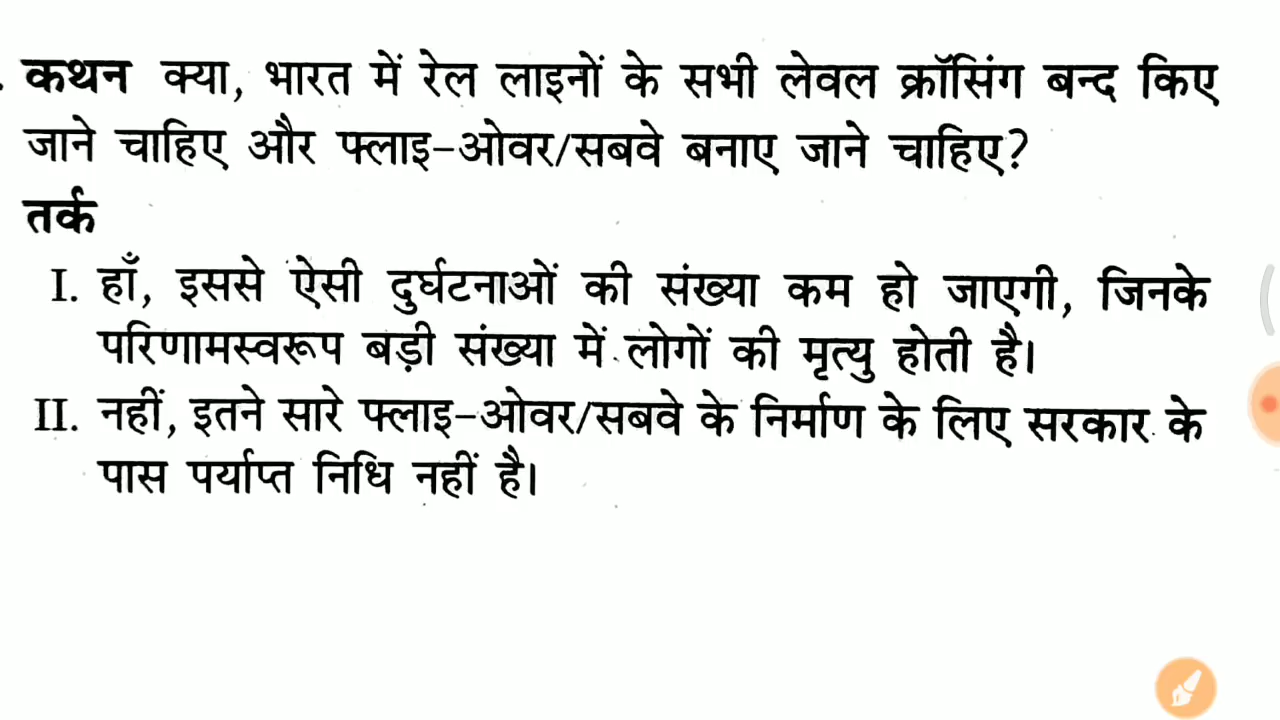 कथन क्या, भारत में रेल लाइनों के सभी लेवल क्रॉसिंग बन्द किए
जाने चाहिए और फ्लाइ-ओवर/सबवे बनाए जाने चाहिए?
तर्क
I. हाँ, इससे ऐसी दुर्घटनाओं की संख्या कम हो जाएगी, जिनके
परिणामस्वरूप बड़ी संख्या में लोगों की मृत्यु होती है।
II. नहीं, इतने सारे फ्लाइ-ओवर/सबवे के निर्माण के लिए सरकार के
पास पर्याप्त निधि नहीं है।